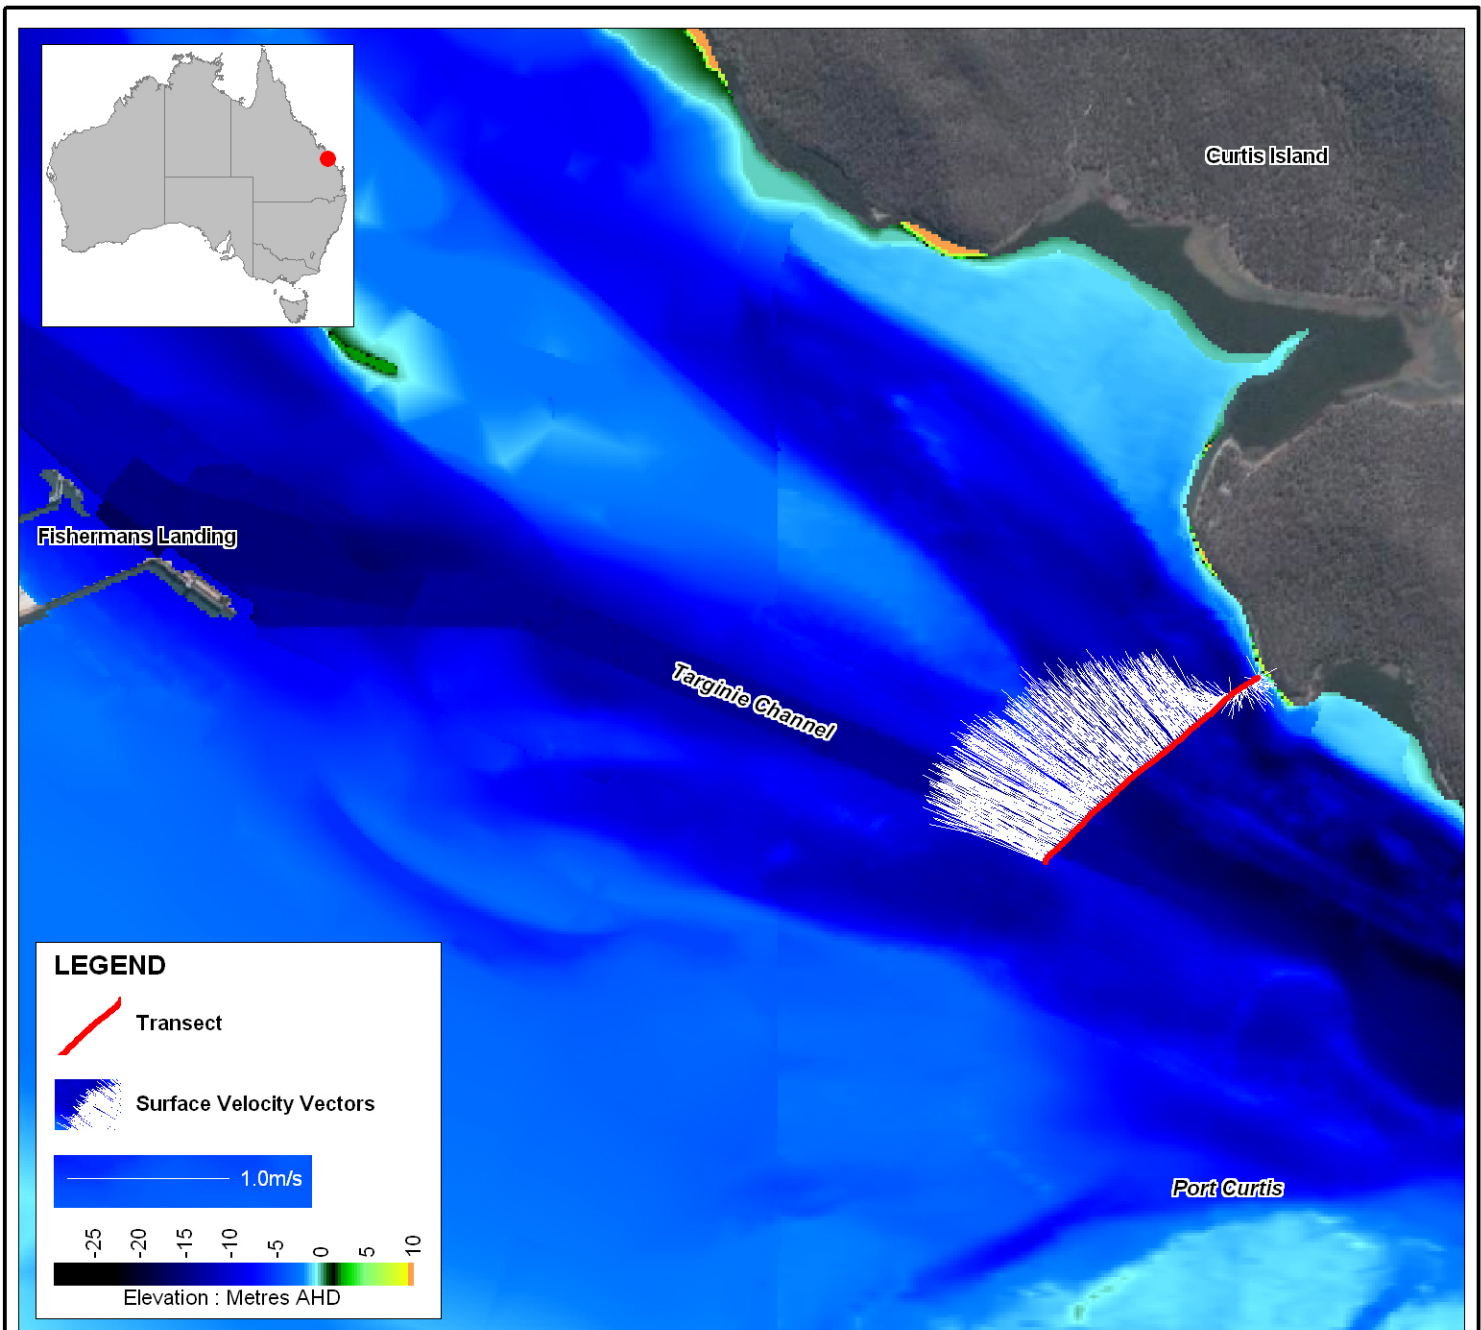 Curtis Island
Fishermans Landing
Targinie Channel
LEGEND
Transect
Surface Velocity Vectors
1.0m/s
-25 -20 -15 -10 -5 0 5 10
Elevation : Metres AHD
Port Curtis